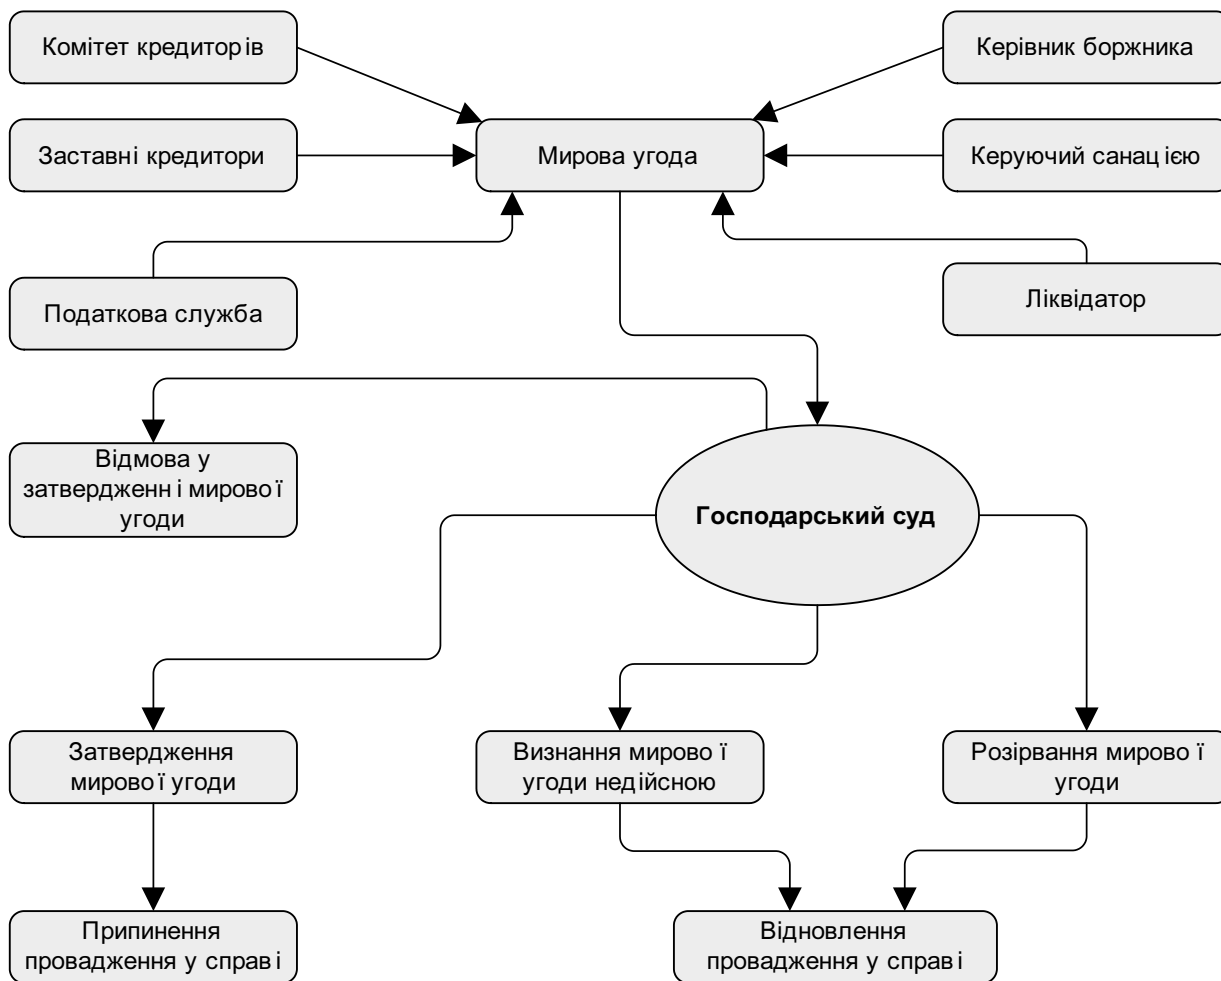 Комітет кредиторів
Керівник боржника
Заставні кредитори
Мирова угода
Керуючий санацією
Податкова служба
Ліквідатор
Відмова у
затвердженні мирової
угоди
Господарський суд
Затвердження
мирової угоди
Визнання мирової
угоди недійсною
Розірвання мирової
угоди
Припинення
провадження у справі
Відновлення
провадження у справі